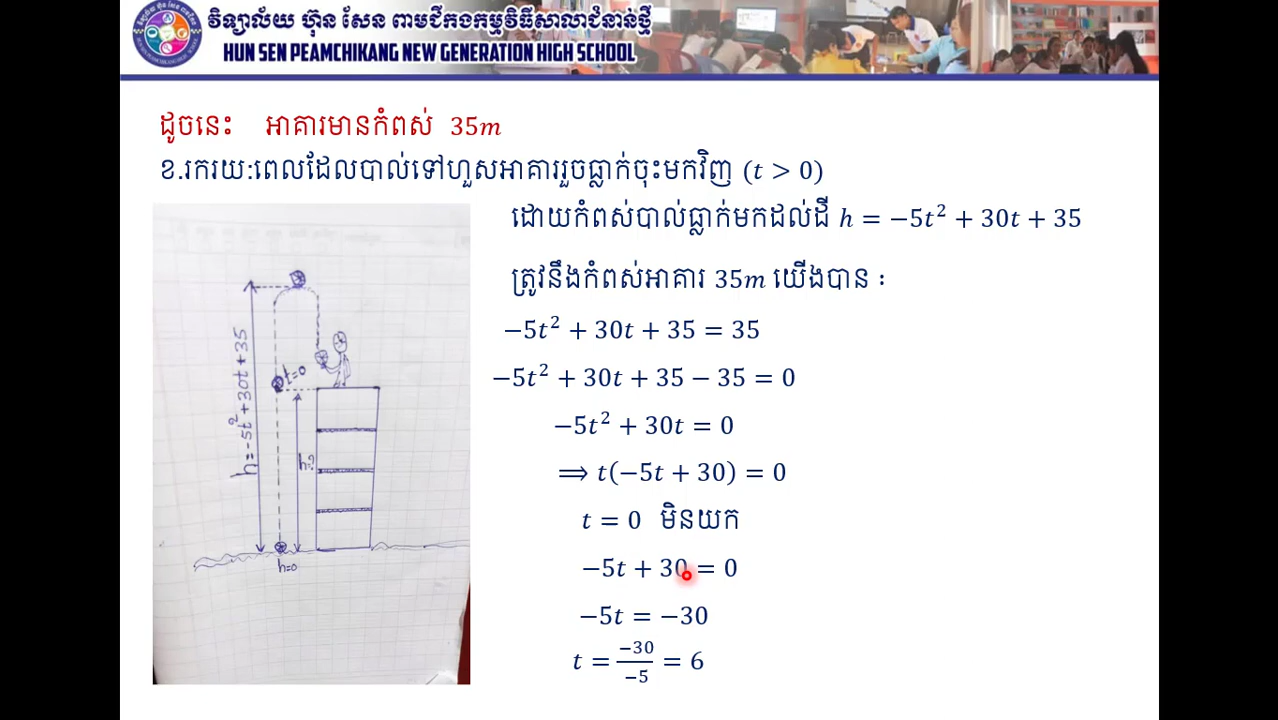 វិទ្យាល័យ ហ៊ុន សែន ពាមជីកងកម្មវិធីសាលាជំនាន់ថ្មី
HUN SEN PEAMCHIKANG NEW GENERATION HIGH SCHOOL
ដូចនេះ អាគារមានកំពស់ 35m
ខ.រករយ:ពេលដែលបាល់ទៅហួសអាគាររួចធ្លាក់ចុះមកវិញ (t > 0)
ដោយកំពស់បាល់ធ្លាក់មកដល់ដី h = −5t² + 30t + 35
ត្រូវនឹងកំពស់អាគារ 35m យើងបាន ៖
−5t² + 30t + 35 = 35
−5t² + 30t + 35 − 35 = 0
−5t² + 30t = 0
⟹ t(−5t + 30) = 0
t = 0 មិនយក
−5t + 30 = 0
−5t = −30
t = −30/−5 = 6
h=-5t²+30t+35
t=0
h=?
h=0